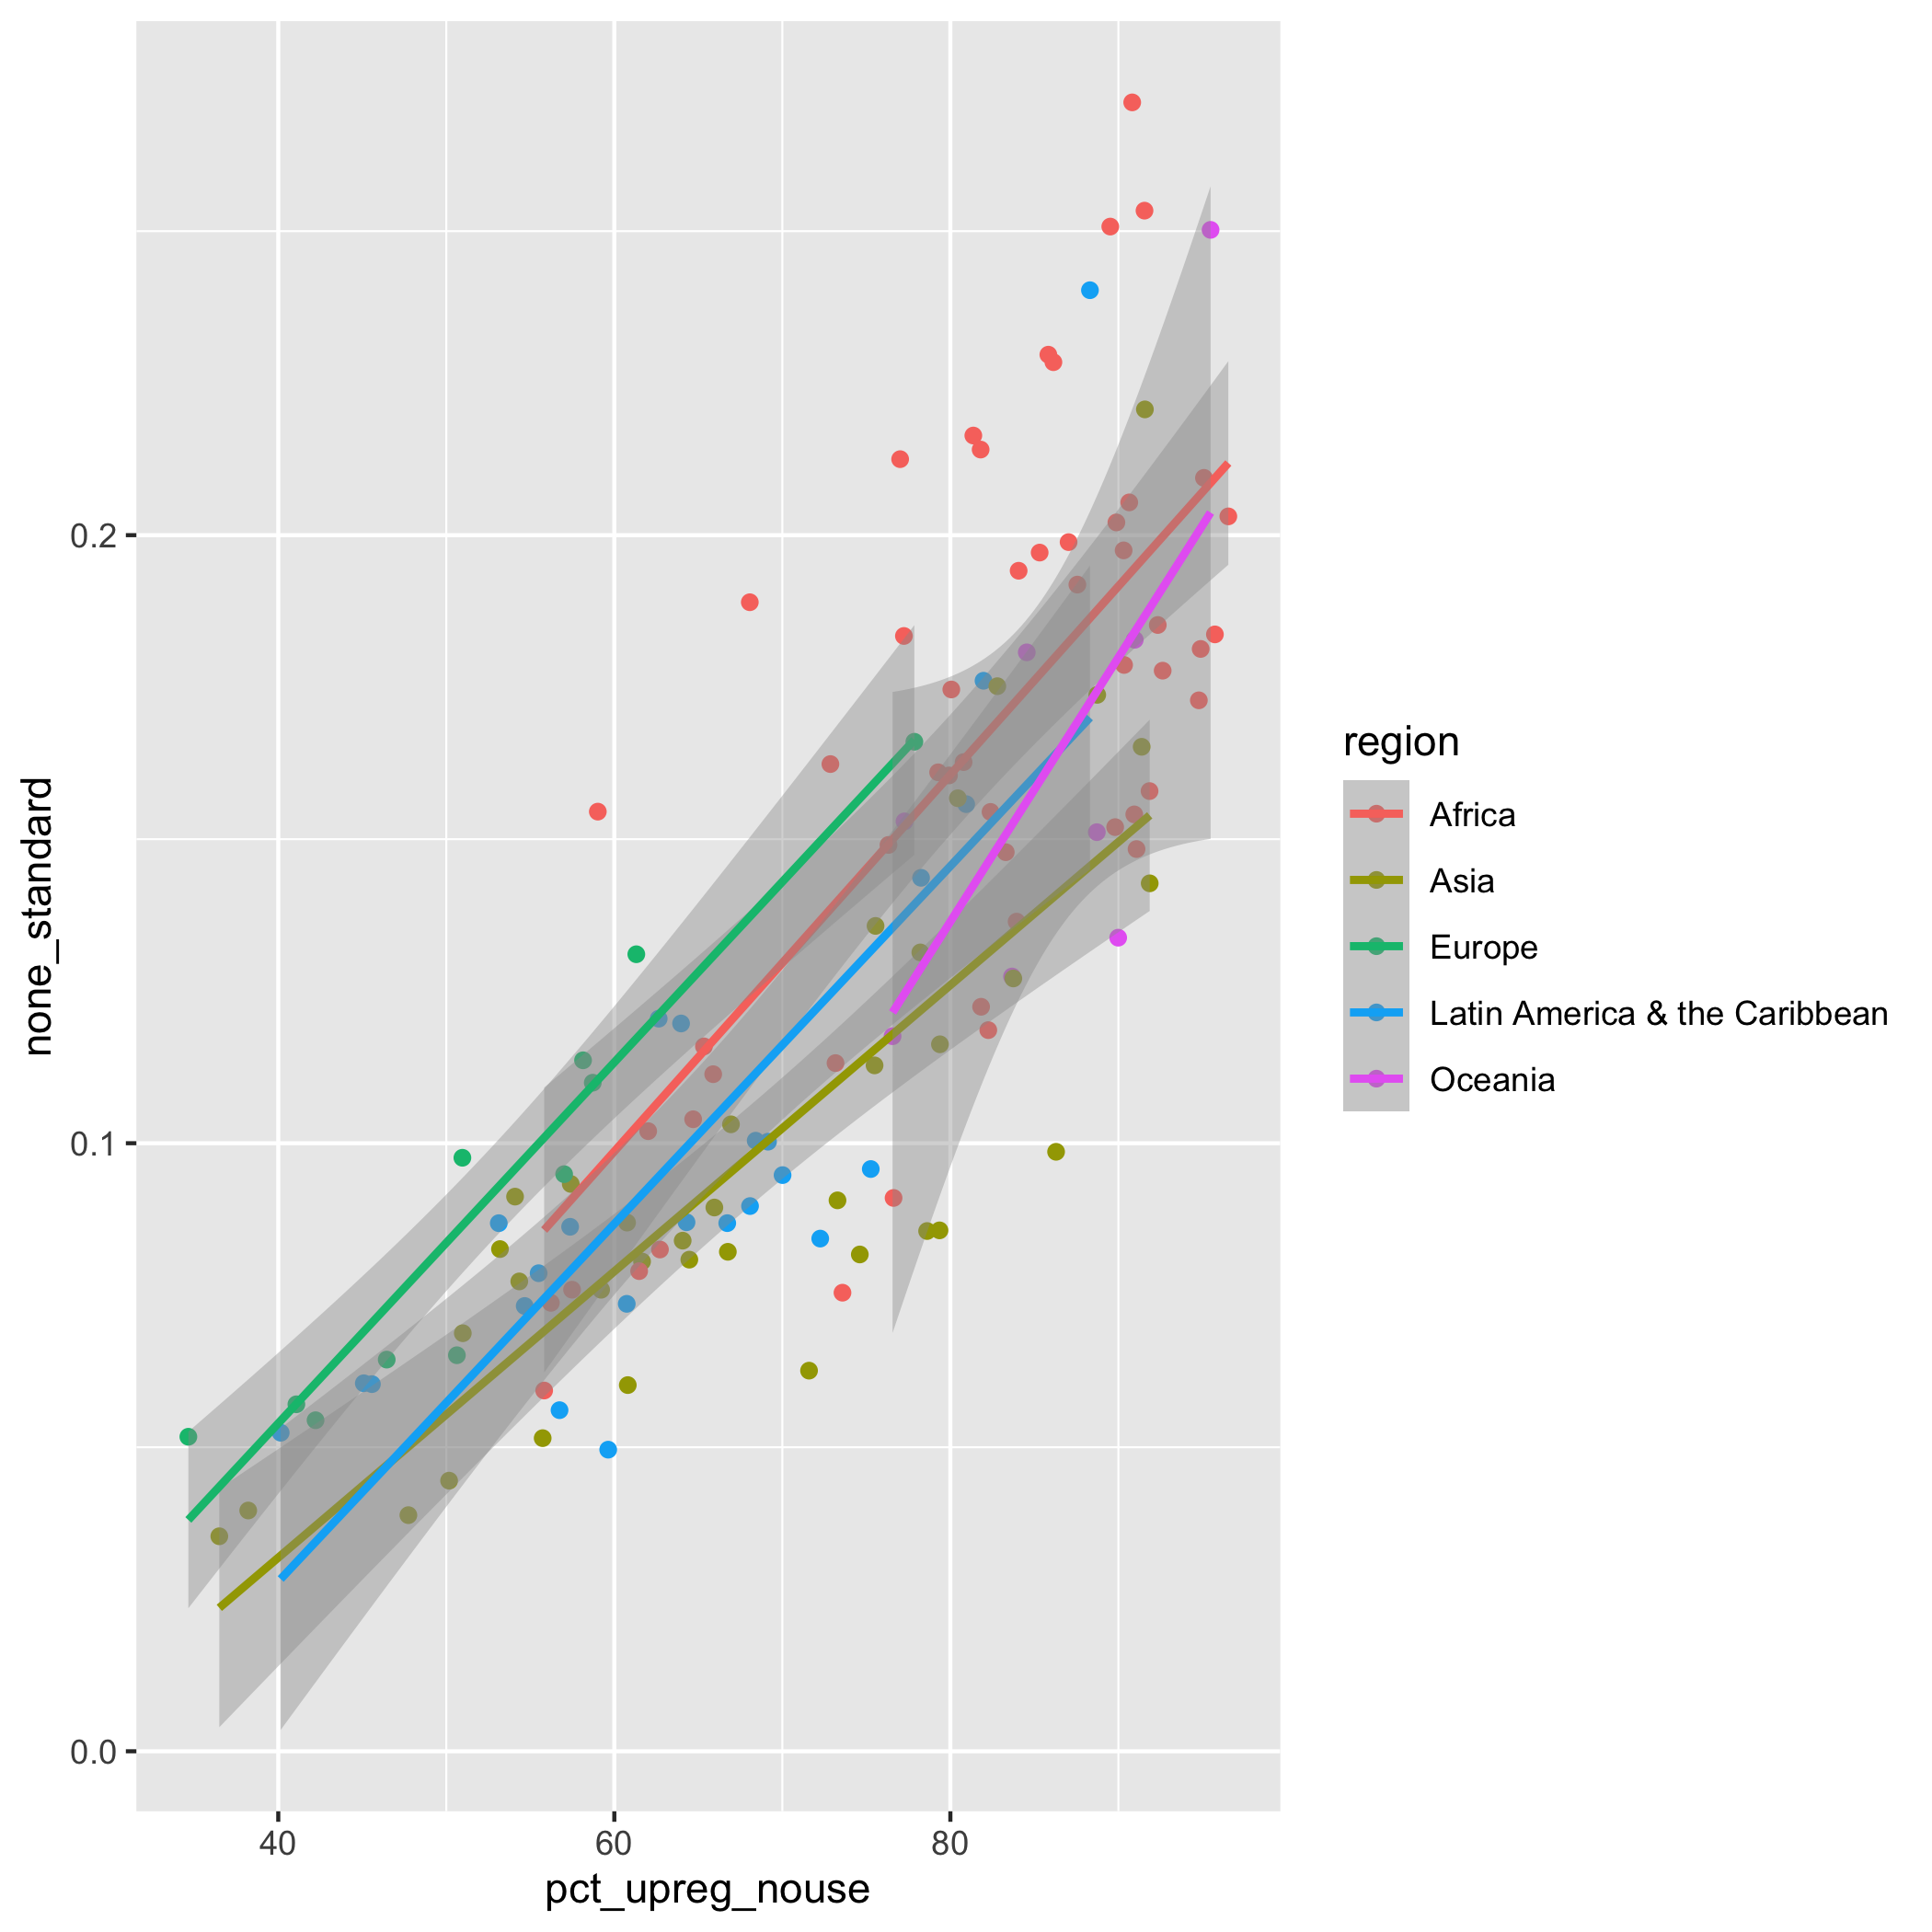 none_standard
0.2
0.1
0.0
40 60 80
pct_upreg_nouse
region
Africa
Asia
Europe
Latin America & the Caribbean
Oceania